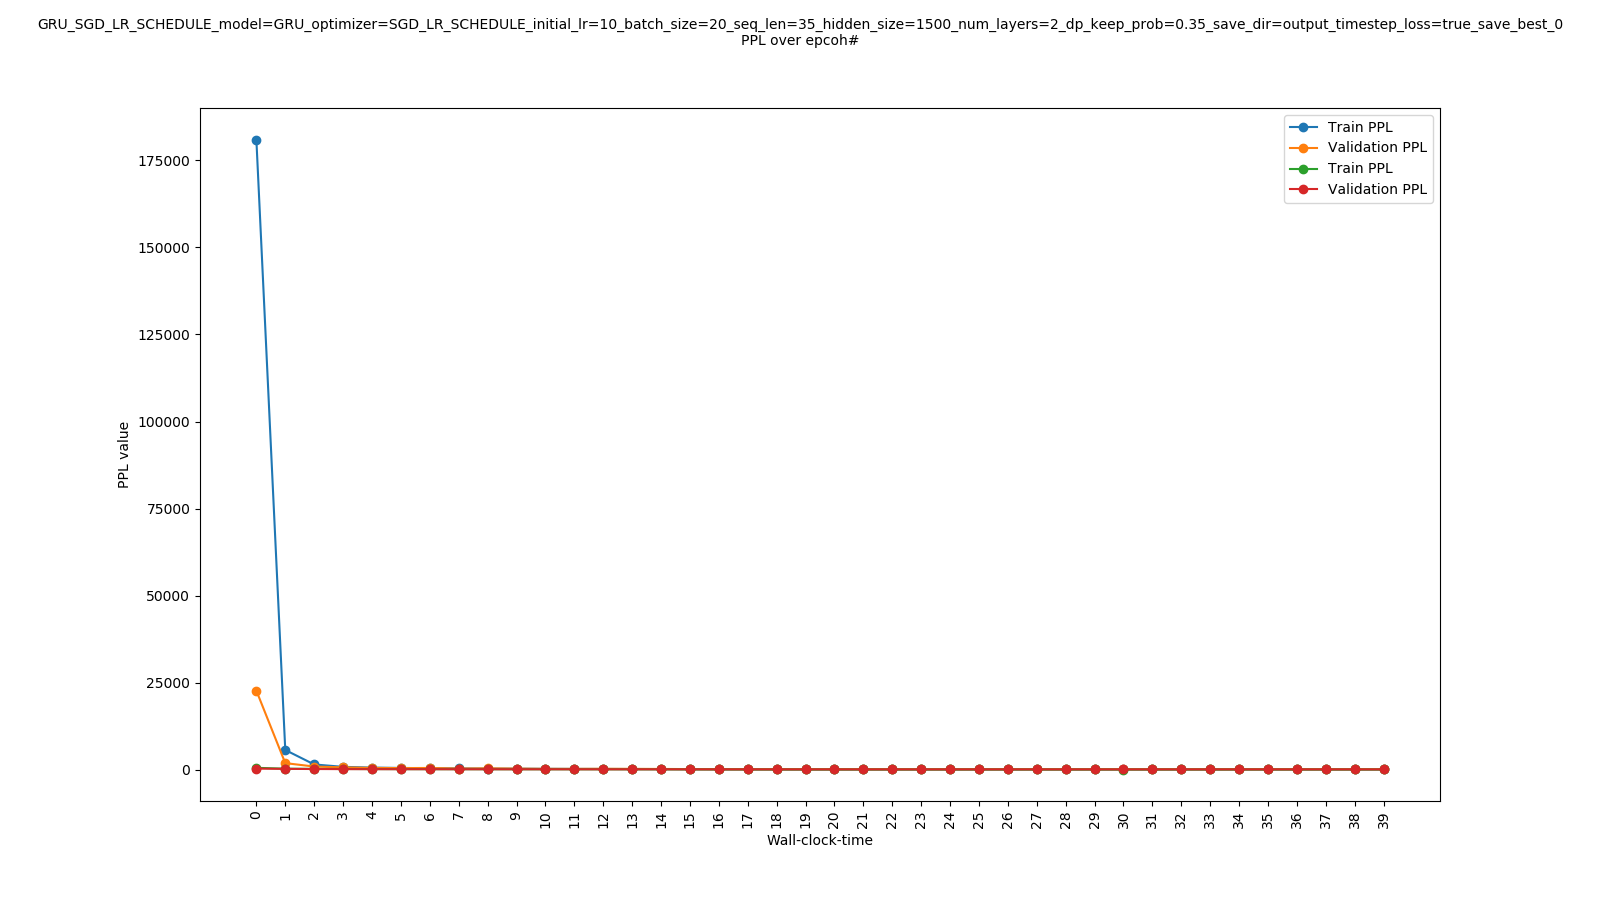 GRU_SGD_LR_SCHEDULE_model=GRU_optimizer=SGD_LR_SCHEDULE_initial_lr=10_batch_size=20_seq_len=35_hidden_size=1500_num_layers=2_dp_keep_prob=0.35_save_dir=output_timestep_loss=true_save_best_0
PPL over epcoh#
Train PPL
Validation PPL
Train PPL
Validation PPL
175000
150000
125000
100000
75000
50000
25000
0
PPL value
0 1 2 3 4 5 6 7 8 9 10 11 12 13 14 15 16 17 18 19 20 21 22 23 24 25 26 27 28 29 30 31 32 33 34 35 36 37 38 39
Wall-clock-time